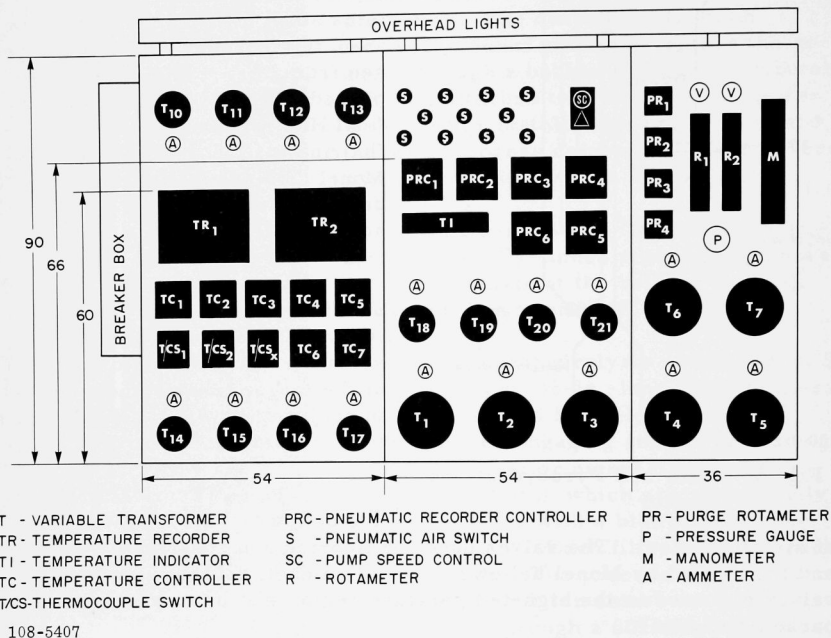 OVERHEAD LIGHTS
BREAKER BOX
90
66
60
T10 T11 T12 T13
A A A A
TR1 TR2
TC1 TC2 TC3 TC4 TC5
T/CS1 T/CS2 T/CSx TC6 TC7
A A A A
T14 T15 T16 T17
S S S S
S S S
S S S S
SC
PRC1 PRC2 PRC3 PRC4
TI PRC6 PRC5
A A A A
T18 T19 T20 T21
A A A
T1 T2 T3
PR1
PR2
PR3
PR4
V V
R1 R2 M
P
A A
T6 T7
A A
T4 T5
54 54 36
T - VARIABLE TRANSFORMER
TR - TEMPERATURE RECORDER
TI - TEMPERATURE INDICATOR
TC - TEMPERATURE CONTROLLER
T/CS-THERMOCOUPLE SWITCH
PRC - PNEUMATIC RECORDER CONTROLLER
S - PNEUMATIC AIR SWITCH
SC - PUMP SPEED CONTROL
R - ROTAMETER
PR - PURGE ROTAMETER
P - PRESSURE GAUGE
M - MANOMETER
A - AMMETER
108-5407